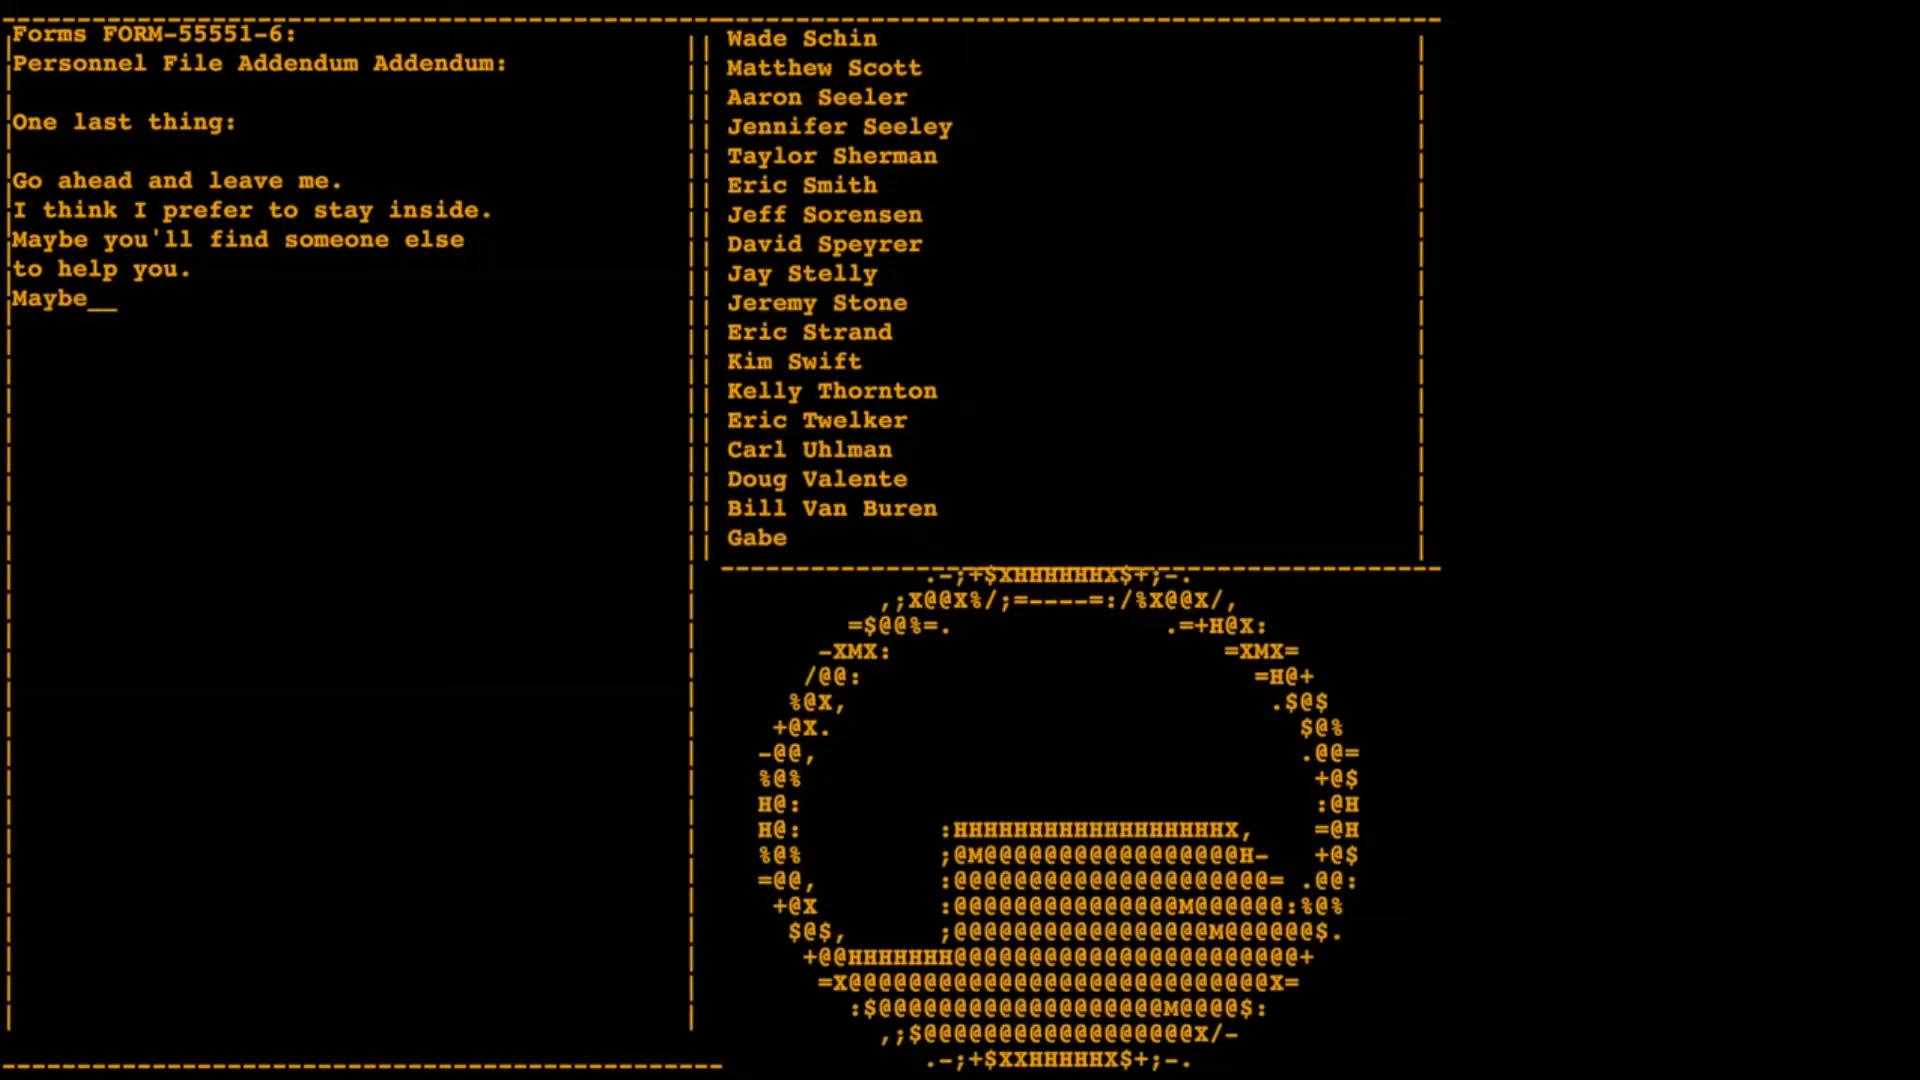 Forms FORM-55551-6:
Personnel File Addendum Addendum:
One last thing:
Go ahead and leave me.
I think I prefer to stay inside.
Maybe you'll find someone else
to help you.
Maybe__
Wade Schin
Matthew Scott
Aaron Seeler
Jennifer Seeley
Taylor Sherman
Eric Smith
Jeff Sorensen
David Speyrer
Jay Stelly
Jeremy Stone
Eric Strand
Kim Swift
Kelly Thornton
Eric Twelker
Carl Uhlman
Doug Valente
Bill Van Buren
Gabe